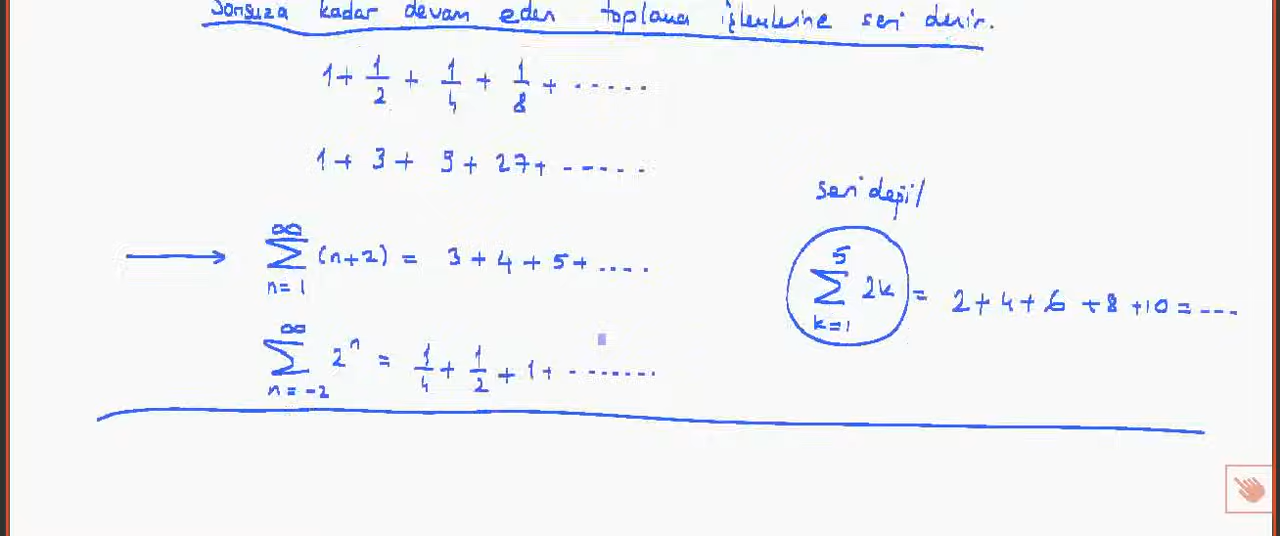 Sonsuza kadar devam eden toplama işlemlerine seri denir.
1 + 1/2 + 1/4 + 1/8 + ......
1 + 3 + 9 + 27 + ......
seri değil
∑_{n=1}^{∞} (n+2) = 3 + 4 + 5 + ....
∑_{k=1}^{5} 2k = 2 + 4 + 6 + 8 + 10 = ...
∑_{n=-2}^{∞} 2^n = 1/4 + 1/2 + 1 + .......